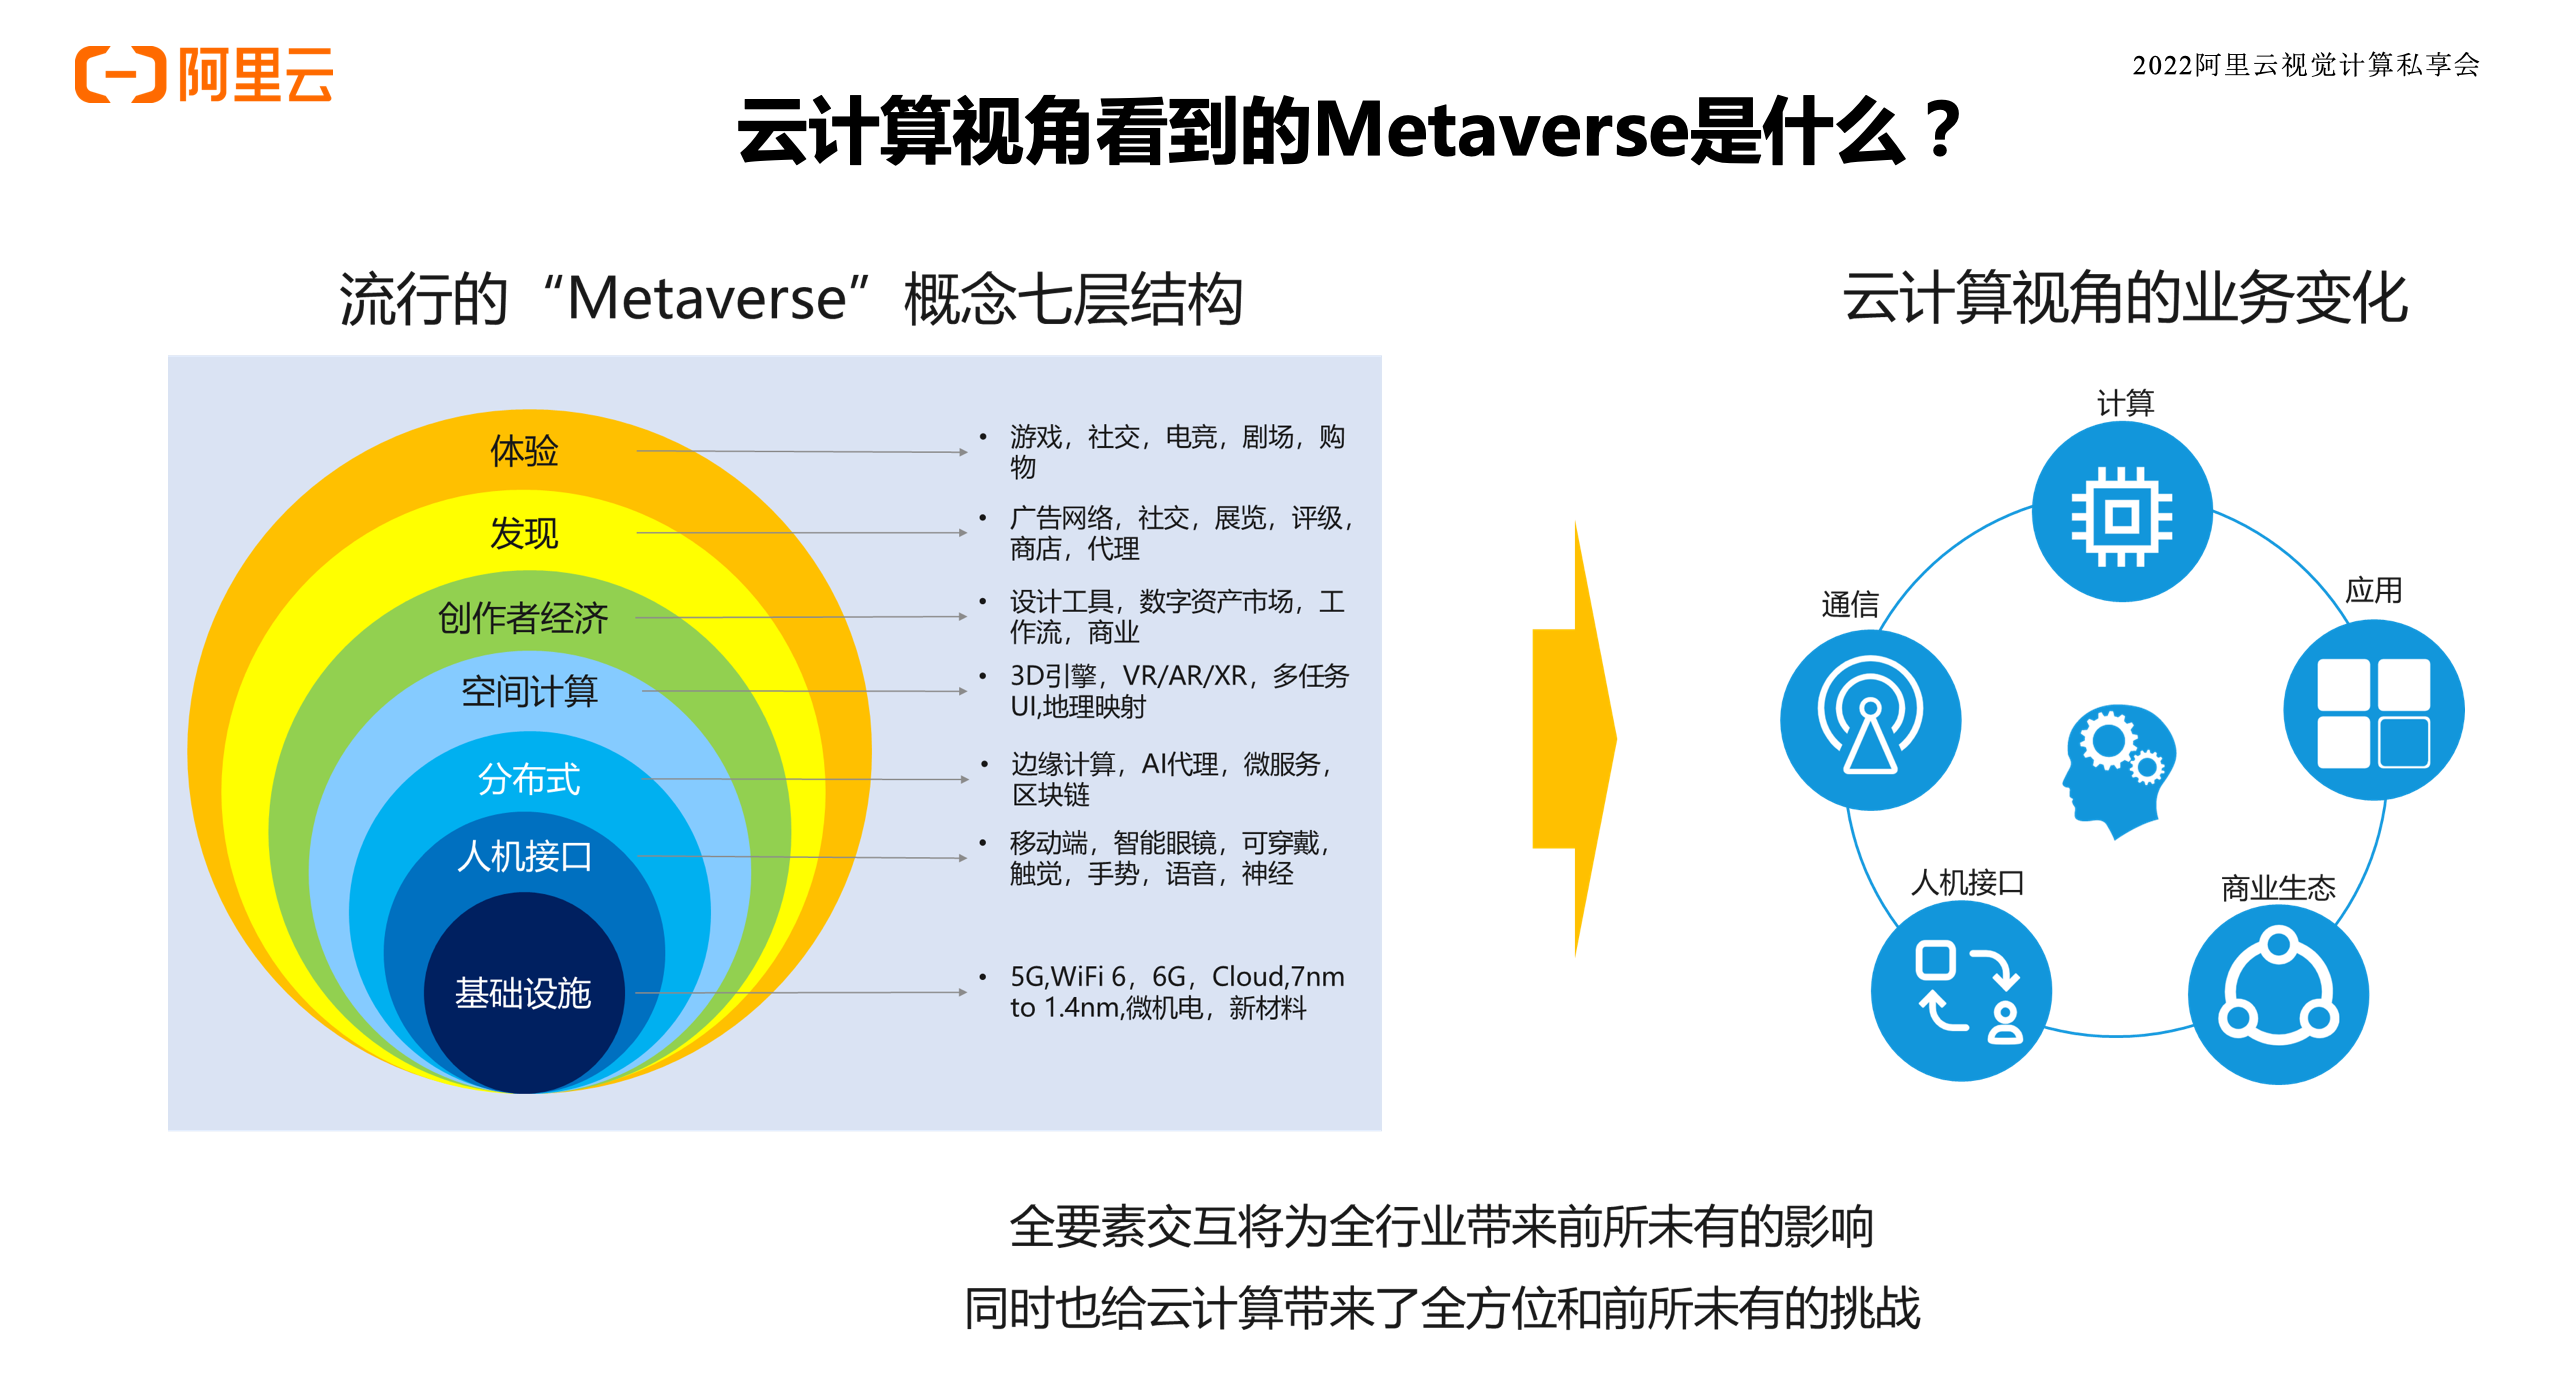 阿里云
2022阿里云视觉计算私享会
云计算视角看到的Metaverse是什么？
流行的“Metaverse”概念七层结构
体验
• 游戏，社交，电竞，剧场，购
物
发现
• 广告网络，社交，展览，评级，
商店，代理
创作者经济
• 设计工具，数字资产市场，工
作流，商业
空间计算
• 3D引擎，VR/AR/XR，多任务
UI,地理映射
分布式
• 边缘计算，AI代理，微服务，
区块链
人机接口
• 移动端，智能眼镜，可穿戴，
触觉，手势，语音，神经
基础设施
• 5G,WiFi 6，6G，Cloud,7nm
to 1.4nm,微机电，新材料
云计算视角的业务变化
计算
通信
应用
人机接口
商业生态
全要素交互将为全行业带来前所未有的影响
同时也给云计算带来了全方位和前所未有的挑战